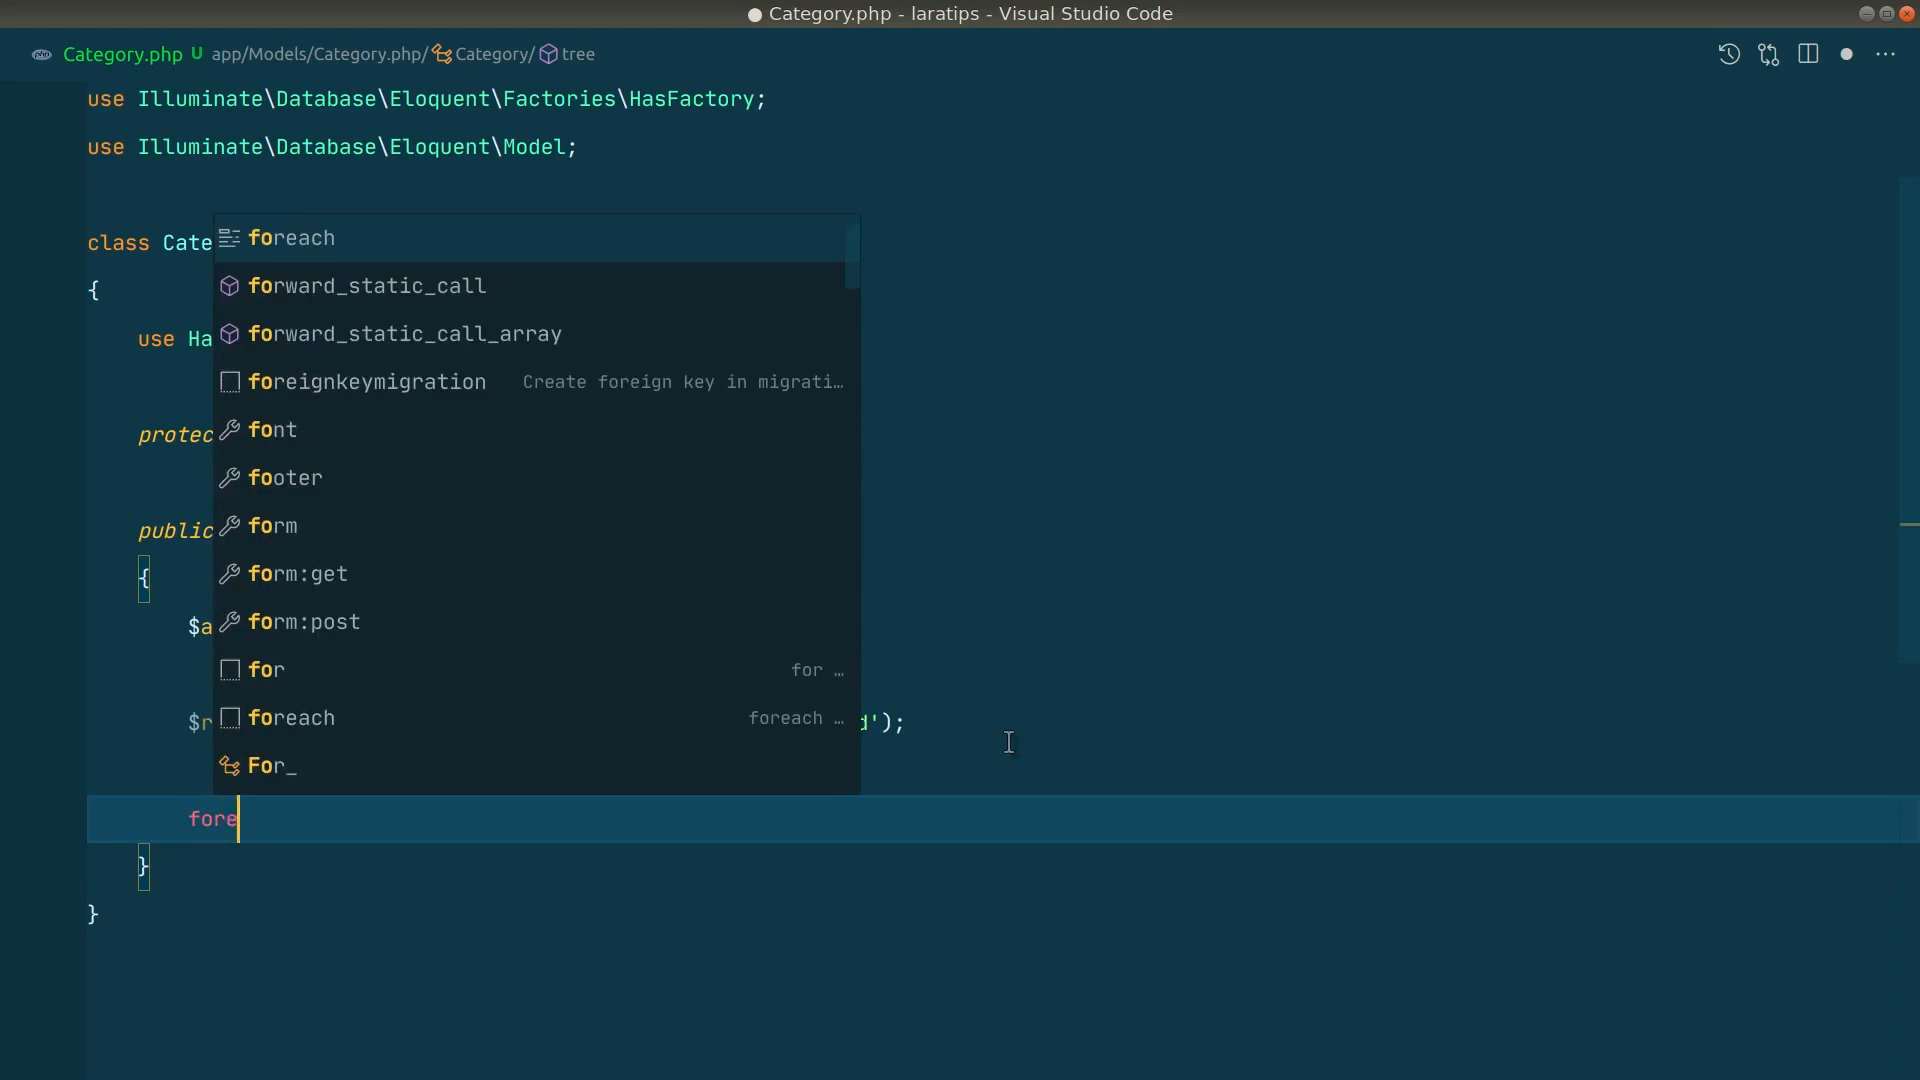 ● Category.php - laratips - Visual Studio Code
php Category.php U app/Models/Category.php/ Category/ tree
use Illuminate\Database\Eloquent\Factories\HasFactory;
use Illuminate\Database\Eloquent\Model;
class Cate
{
use Ha
protec
public
{
$a
$r d');
foreach
forward_static_call
forward_static_call_array
foreignkeymigration Create foreign key in migrati…
font
footer
form
form:get
form:post
for for …
foreach foreach …
For_
fore
}
}